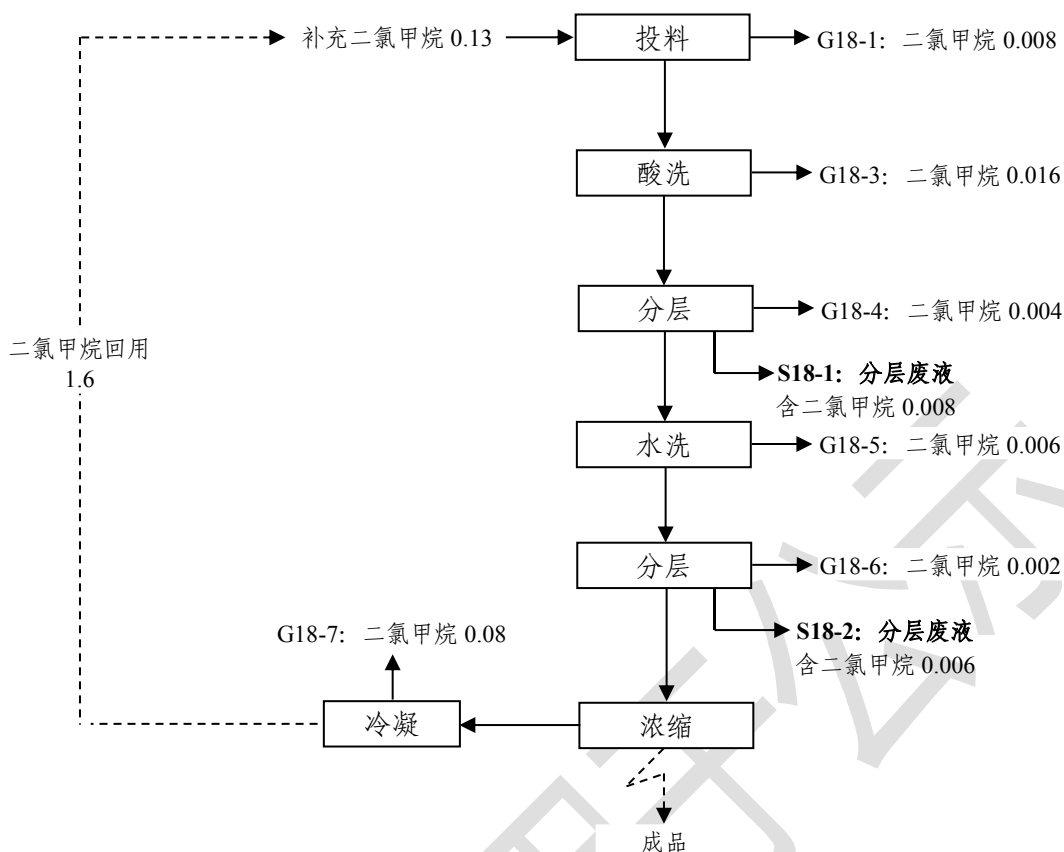 补充二氯甲烷 0.13
投料
G18-1: 二氯甲烷 0.008
酸洗
G18-3: 二氯甲烷 0.016
分层
G18-4: 二氯甲烷 0.004
二氯甲烷回用
1.6
S18-1: 分层废液
含二氯甲烷 0.008
水洗
G18-5: 二氯甲烷 0.006
分层
G18-6: 二氯甲烷 0.002
G18-7: 二氯甲烷 0.08
S18-2: 分层废液
含二氯甲烷 0.006
冷凝
浓缩
成品
于公示